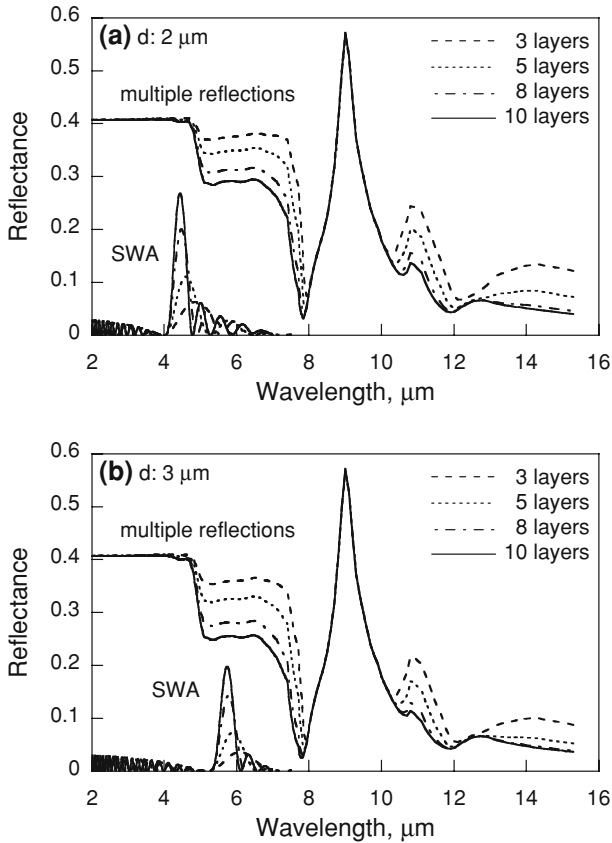 (a) d: 2 μm
3 layers
5 layers
8 layers
10 layers
multiple reflections
SWA
Reflectance
0.6
0.5
0.4
0.3
0.2
0.1
0
2 4 6 8 10 12 14 16
Wavelength, μm
(b) d: 3 μm
3 layers
5 layers
8 layers
10 layers
multiple reflections
SWA
Reflectance
0.6
0.5
0.4
0.3
0.2
0.1
0
2 4 6 8 10 12 14 16
Wavelength, μm